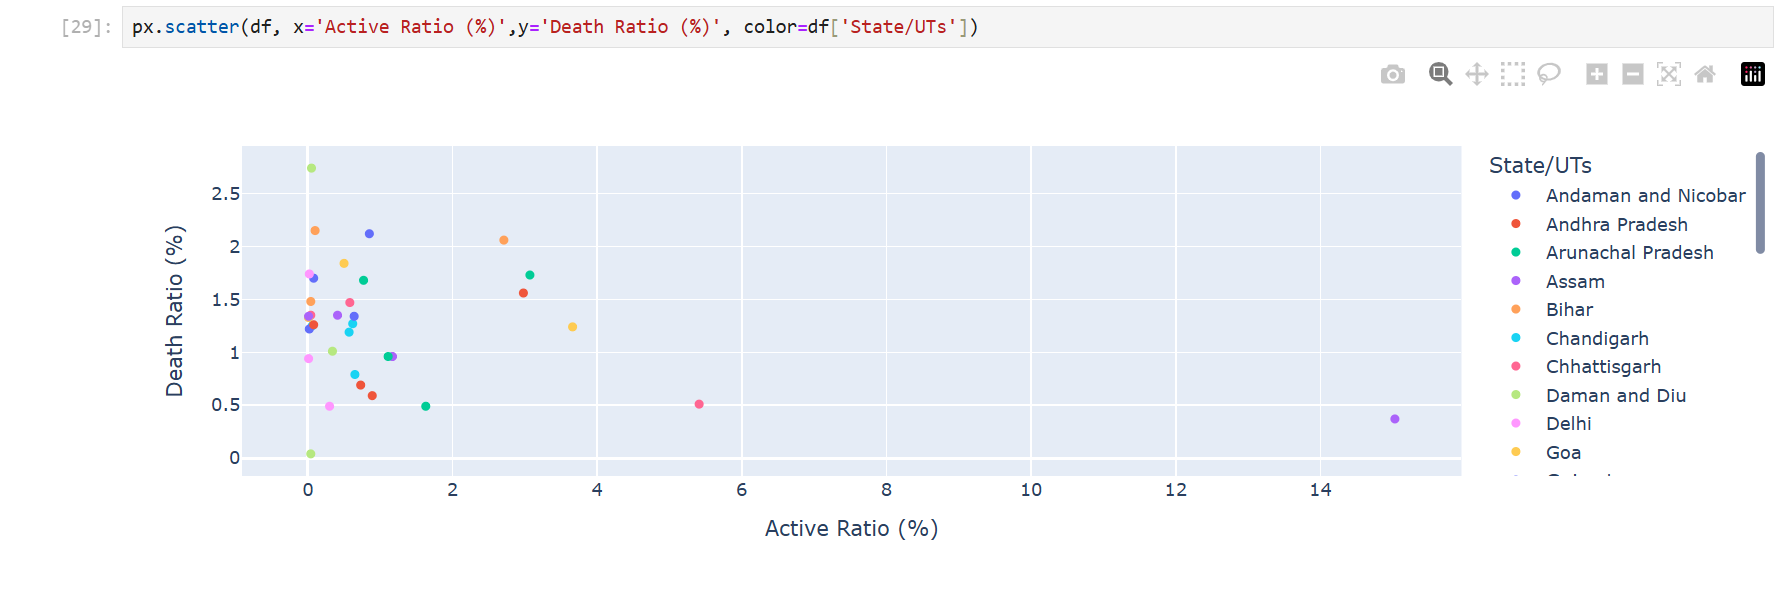 [29]: px.scatter(df, x='Active Ratio (%)',y='Death Ratio (%)', color=df['State/UTs'])
State/UTs
Andaman and Nicobar
Andhra Pradesh
Arunachal Pradesh
Assam
Bihar
Chandigarh
Chhattisgarh
Daman and Diu
Delhi
Goa
Death Ratio (%)
2.5
2
1.5
1
0.5
0
0 2 4 6 8 10 12 14
Active Ratio (%)